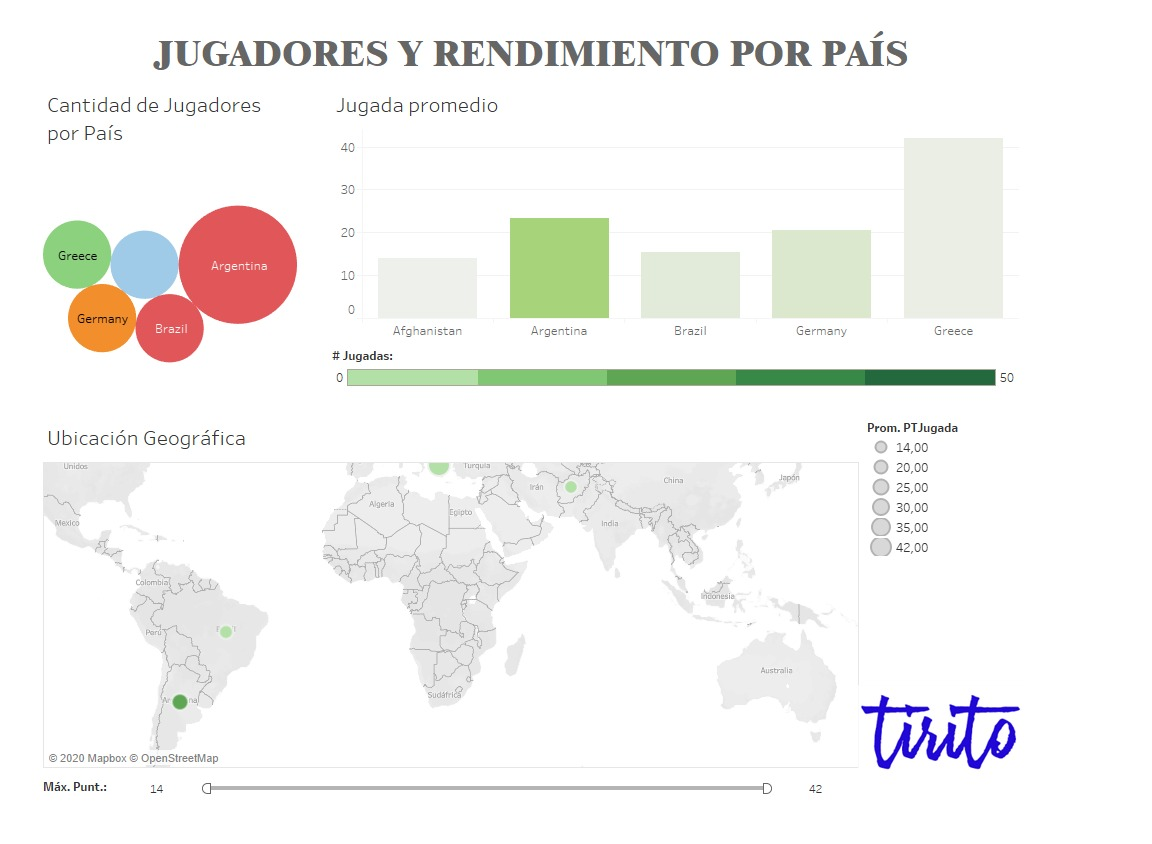 JUGADORES Y RENDIMIENTO POR PAÍS
Cantidad de Jugadores
por País
Greece
Argentina
Germany
Brazil
Jugada promedio
40
30
20
10
0
Afghanistan
Argentina
Brazil
Germany
Greece
# Jugadas:
0
50
Ubicación Geográfica
Unidos
Turquía
Irán
China
Japón
Mexico
Algeria
Egipto
India
Colombia
Indonesia
Perú
Australia
Sudáfrica
© 2020 Mapbox © OpenStreetMap
Prom. PTJugada
14,00
20,00
25,00
30,00
35,00
42,00
tirito
Máx. Punt.:
14
42